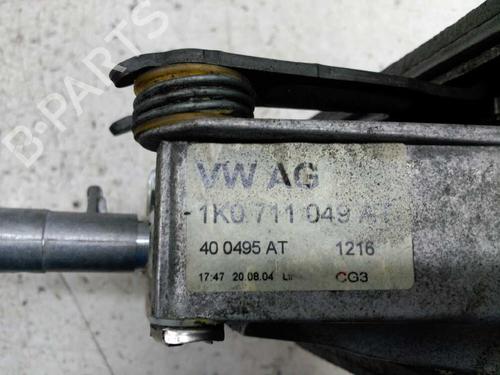 B-PARTS
VW AG
1K0 711 049 AT
40 0495 AT 1216
17:47 20.08.04 CG3